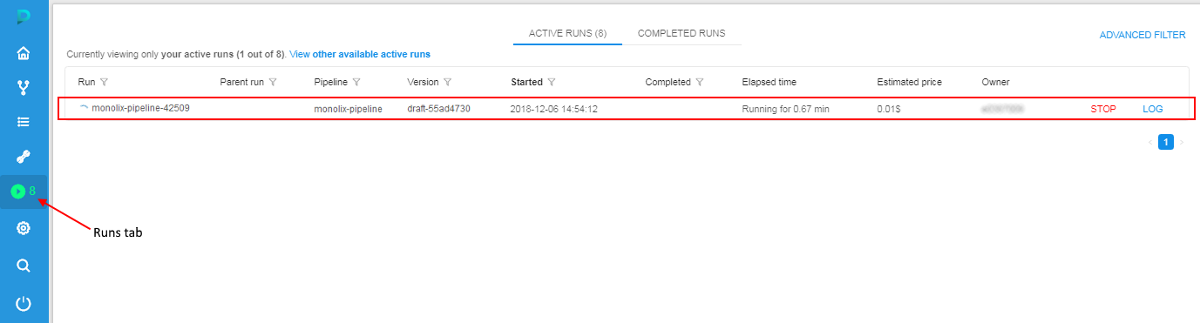 ACTIVE RUNS (8) COMPLETED RUNS
ADVANCED FILTER
Currently viewing only your active runs (1 out of 8). View other available active runs
Run Parent run Pipeline Version Started Completed Elapsed time Estimated price Owner
monolix-pipeline-42509 monolix-pipeline draft-55ad4730 2018-12-06 14:54:12 Running for 0.67 min 0.01$ STOP LOG
1
8
Runs tab